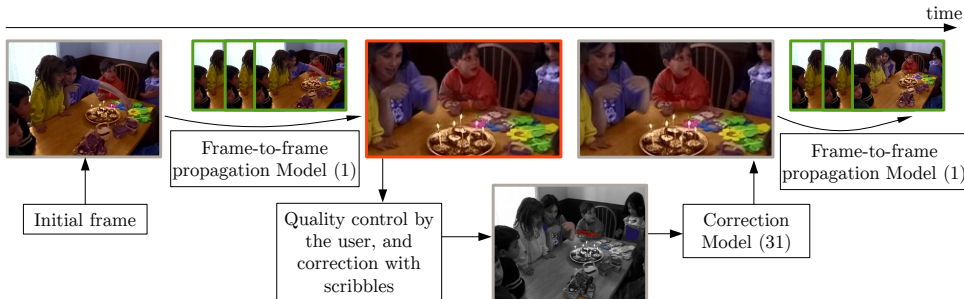 time
Frame-to-frame
propagation Model (1)
Frame-to-frame
propagation Model (1)
Initial frame
Quality control by
the user, and
correction with
scribbles
Correction
Model (31)